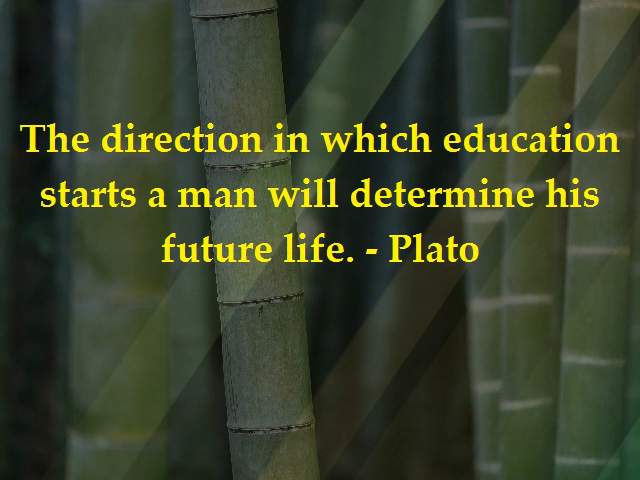 The direction in which education
starts a man will determine his
future life. - Plato